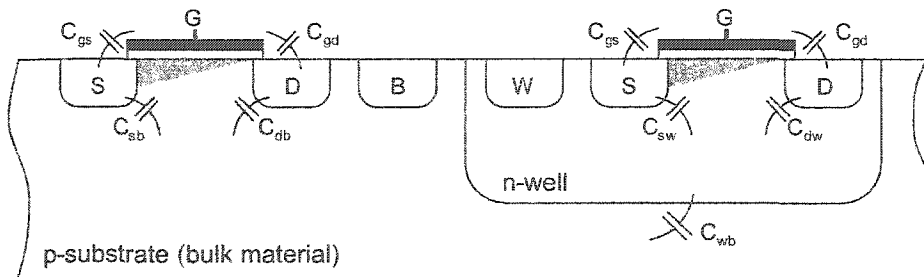 G G
C_gs C_gd C_gs C_gd
S D B W S D
C_sb C_db C_sw C_dw
n-well
C_wb
p-substrate (bulk material)